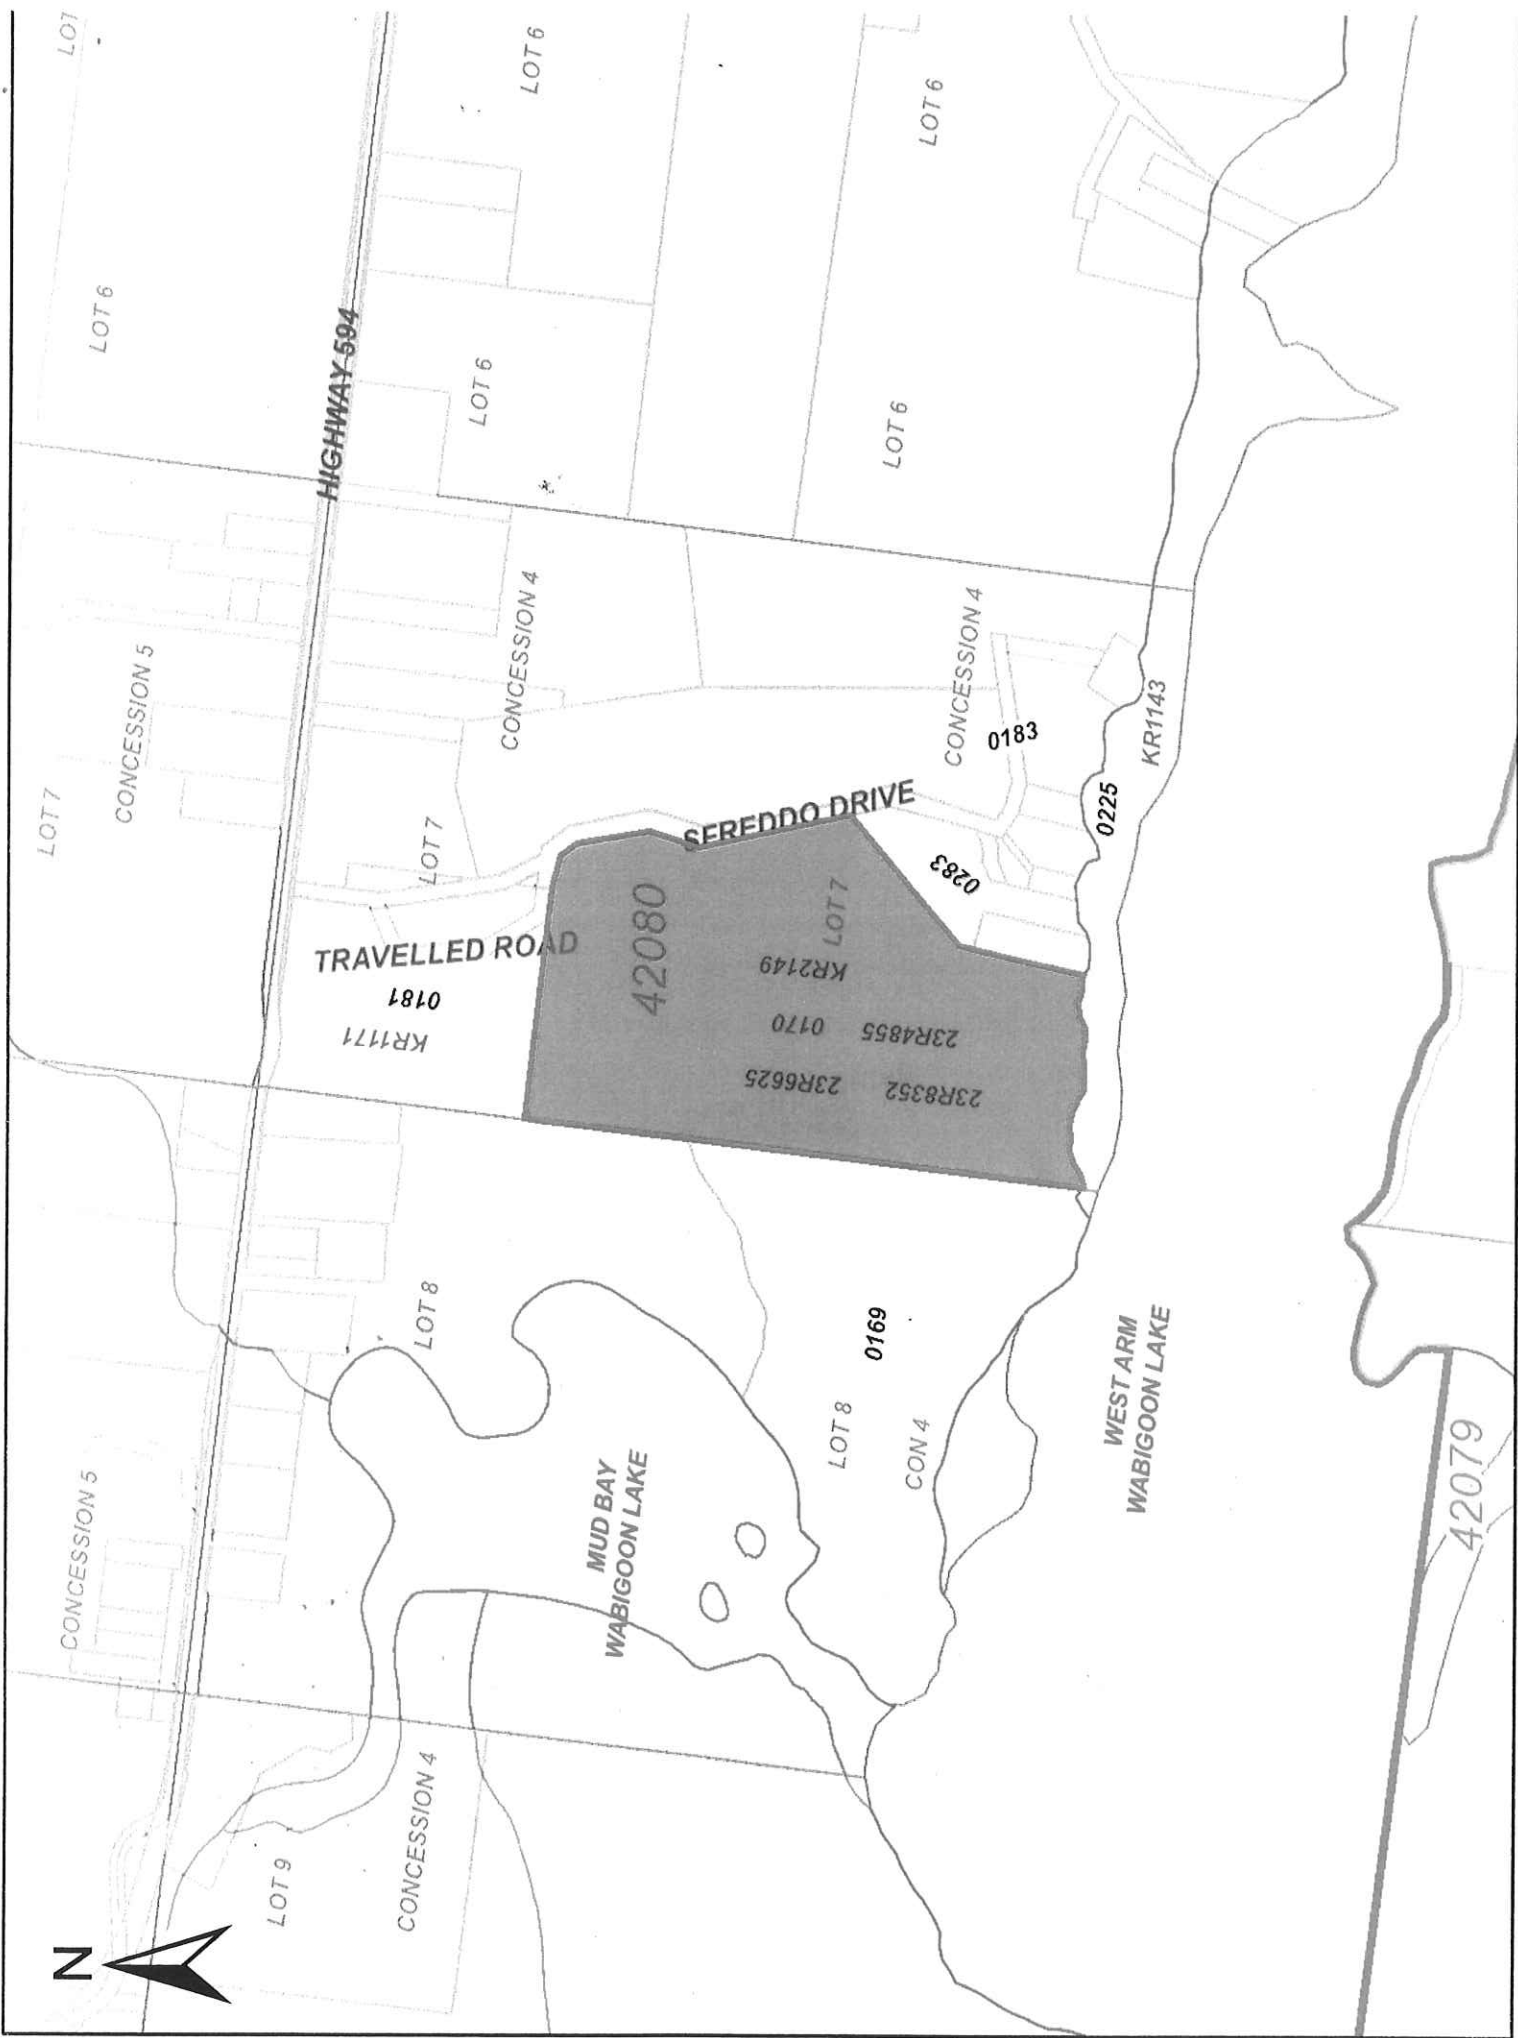 N
LOT 9
CONCESSION 4
CONCESSION 5
LOT 8
MUD BAY
WABIGOON LAKE
LOT 8
CON 4
0169
WEST ARM
WABIGOON LAKE
42079
HIGHWAY 594
LOT 7
CONCESSION 5
TRAVELLED ROAD
0181
KR1171
LOT 7
CONCESSION 4
42080
SEREDDO DRIVE
LOT 7
KR2149
0170
23R4855
23R6625
23R8352
0283
CONCESSION 4
0183
0225
KR1143
LOT 6
LOT 6
LOT 6
LOT 6
LOT 6
LOT